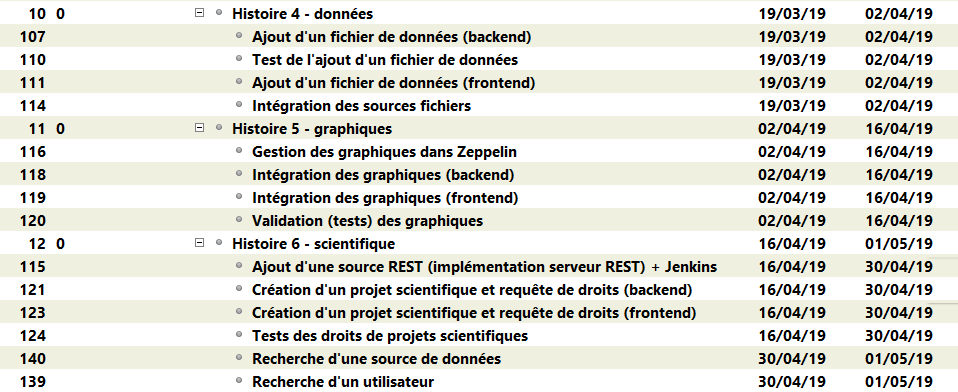 10 0 Histoire 4 - données 19/03/19 02/04/19
107 Ajout d'un fichier de données (backend) 19/03/19 02/04/19
110 Test de l'ajout d'un fichier de données 19/03/19 02/04/19
111 Ajout d'un fichier de données (frontend) 19/03/19 02/04/19
114 Intégration des sources fichiers 19/03/19 02/04/19
11 0 Histoire 5 - graphiques 02/04/19 16/04/19
116 Gestion des graphiques dans Zeppelin 02/04/19 16/04/19
118 Intégration des graphiques (backend) 02/04/19 16/04/19
119 Intégration des graphiques (frontend) 02/04/19 16/04/19
120 Validation (tests) des graphiques 02/04/19 16/04/19
12 0 Histoire 6 - scientifique 16/04/19 01/05/19
115 Ajout d'une source REST (implémentation serveur REST) + Jenkins 16/04/19 30/04/19
121 Création d'un projet scientifique et requête de droits (backend) 16/04/19 30/04/19
123 Création d'un projet scientifique et requête de droits (frontend) 16/04/19 30/04/19
124 Tests des droits de projets scientifiques 16/04/19 30/04/19
140 Recherche d'une source de données 30/04/19 01/05/19
139 Recherche d'un utilisateur 30/04/19 01/05/19